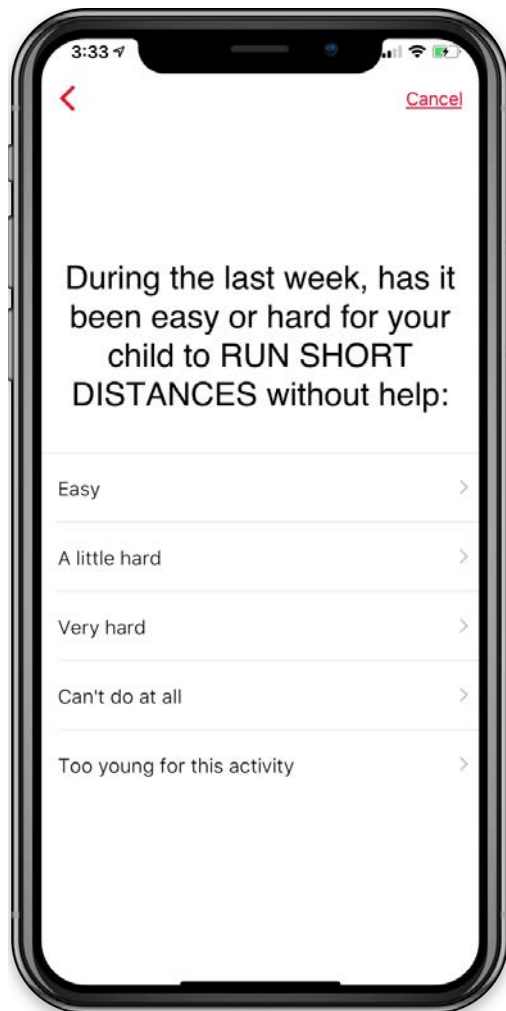 3:33
Cancel
During the last week, has it
been easy or hard for your
child to RUN SHORT
DISTANCES without help:
Easy
A little hard
Very hard
Can't do at all
Too young for this activity